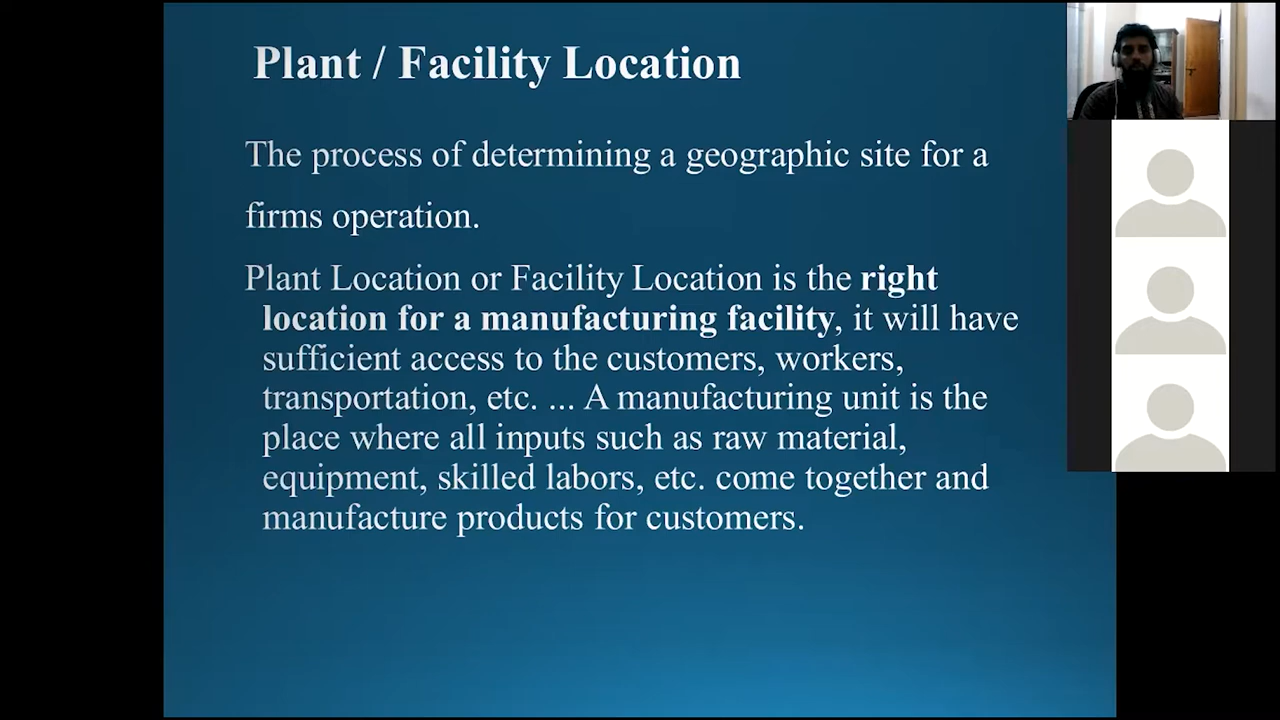 Plant / Facility Location
The process of determining a geographic site for a
firms operation.
Plant Location or Facility Location is the right
location for a manufacturing facility, it will have
sufficient access to the customers, workers,
transportation, etc. ... A manufacturing unit is the
place where all inputs such as raw material,
equipment, skilled labors, etc. come together and
manufacture products for customers.